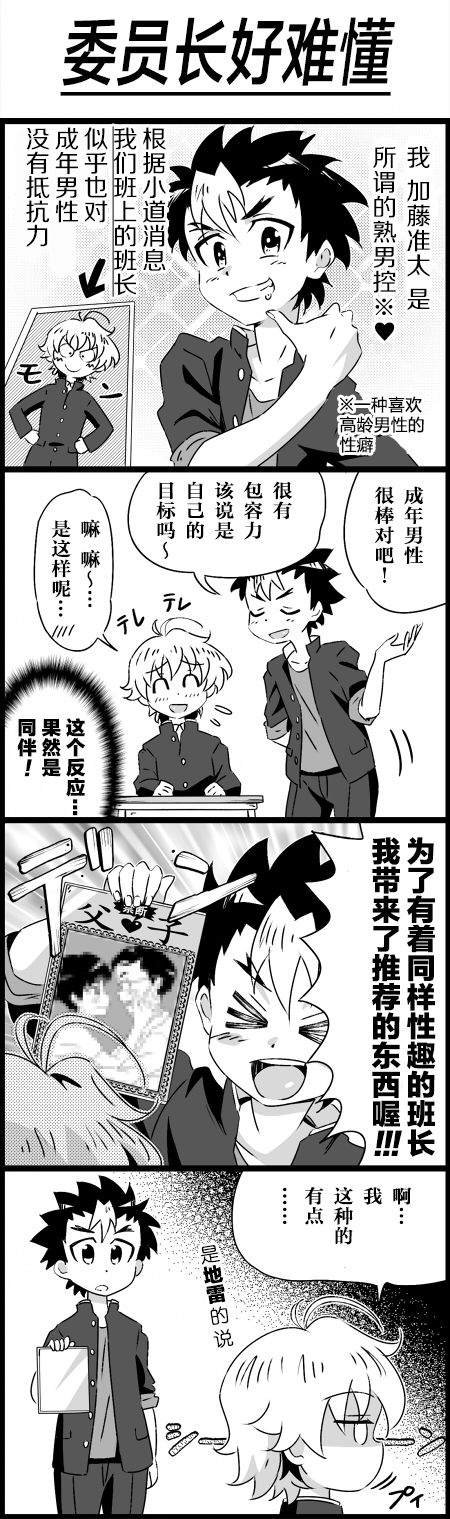 委员长好难懂
我 加藤准太 是
所谓的熟男控※♥
根据小道消息
我们班上的班长
似乎也对
成年男性
没有抵抗力
モ
ン
※一种喜欢
高龄男性的
性癖
成年男性
很棒对吧！
很有
包容力
该说是
自己的
目标吗～
嘛 嘛～…
是这样呢…
テレ
テレ
这个反应…
果然是
同伴！
为了有着同样性趣的班长
我带来了推荐的东西喔!!!
父♥子
禁断
啊…
我
这种的
有点
……
是地雷的说
プイ